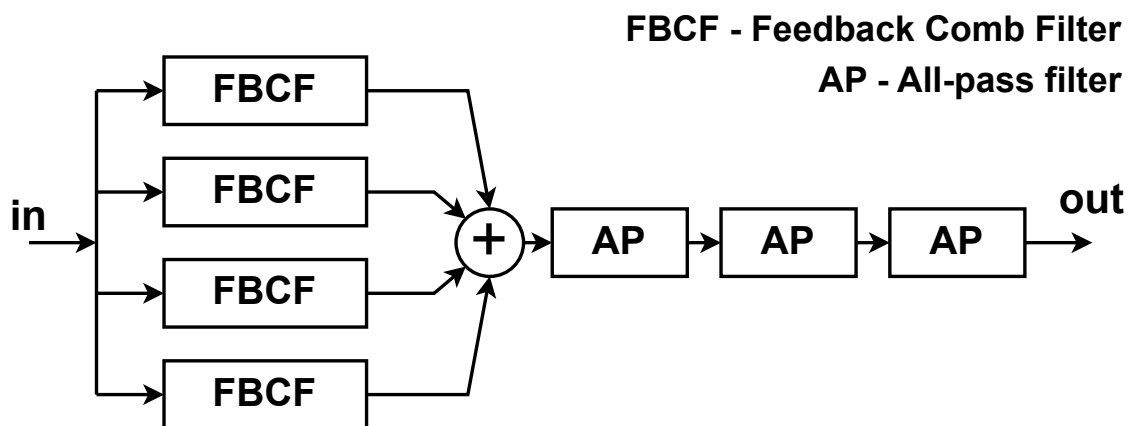 FBCF - Feedback Comb Filter
AP - All-pass filter
FBCF
FBCF
in
out
+
AP
AP
AP
FBCF
FBCF